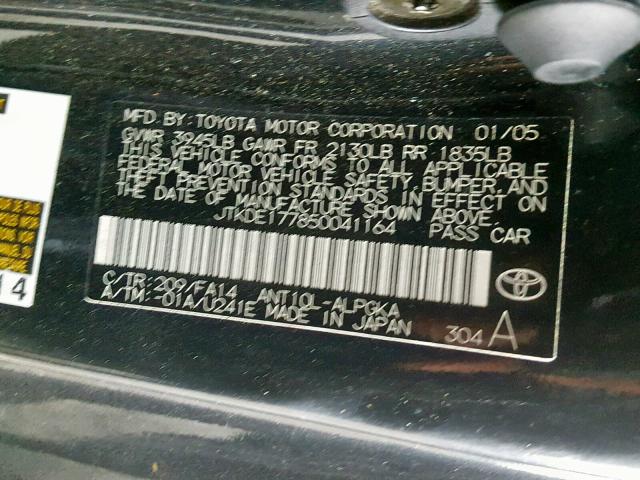 MFD BY: TOYOTA MOTOR CORPORATION 01/05
GVWR 3945LB GAWR FR 2130LB RR 1835LB
THIS VEHICLE CONFORMS TO ALL APPLICABLE
FEDERAL MOTOR VEHICLE SAFETY, BUMPER, AND
THEFT PREVENTION STANDARDS IN EFFECT ON
THE DATE OF MANUFACTURE SHOWN ABOVE.
JTKDE177850041164 PASS CAR
C/TR: 209/FA14 ANT10L-ALPGKA
A/TM: -01A/U241E MADE IN JAPAN 304 A
14